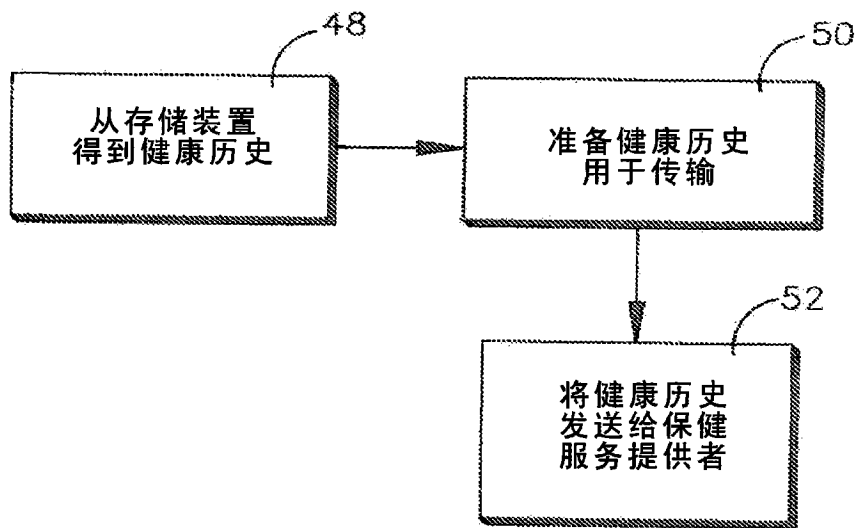 48
从存储装置
得到健康历史
50
准备健康历史
用于传输
52
将健康历史
发送给保健
服务提供者